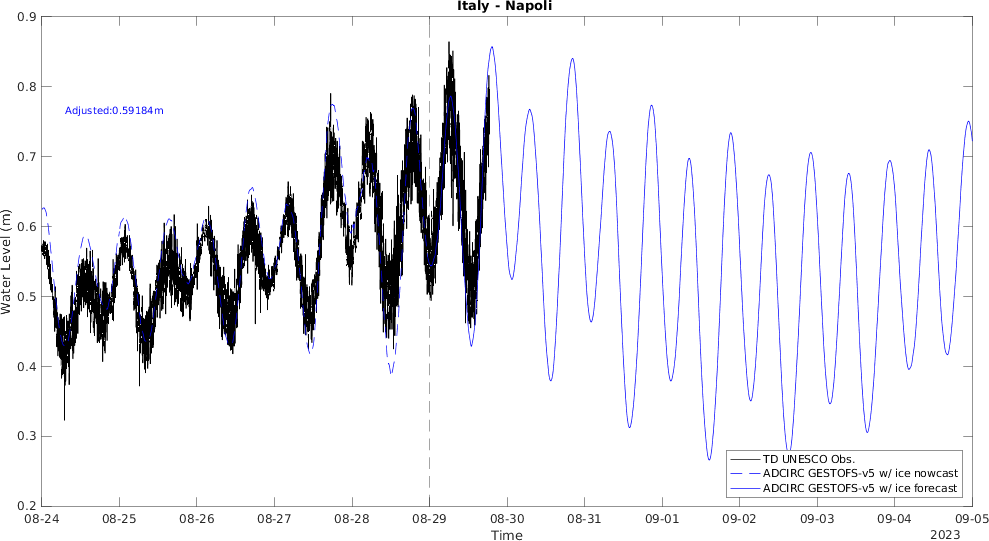 Italy - Napoli
0.9
0.8
0.7
0.6
0.5
0.4
0.3
0.2
Water Level (m)
Adjusted:0.59184m
TD UNESCO Obs.
ADCIRC GESTOFS-v5 w/ ice nowcast
ADCIRC GESTOFS-v5 w/ ice forecast
08-24 08-25 08-26 08-27 08-28 08-29 08-30 08-31 09-01 09-02 09-03 09-04 09-05
Time
2023